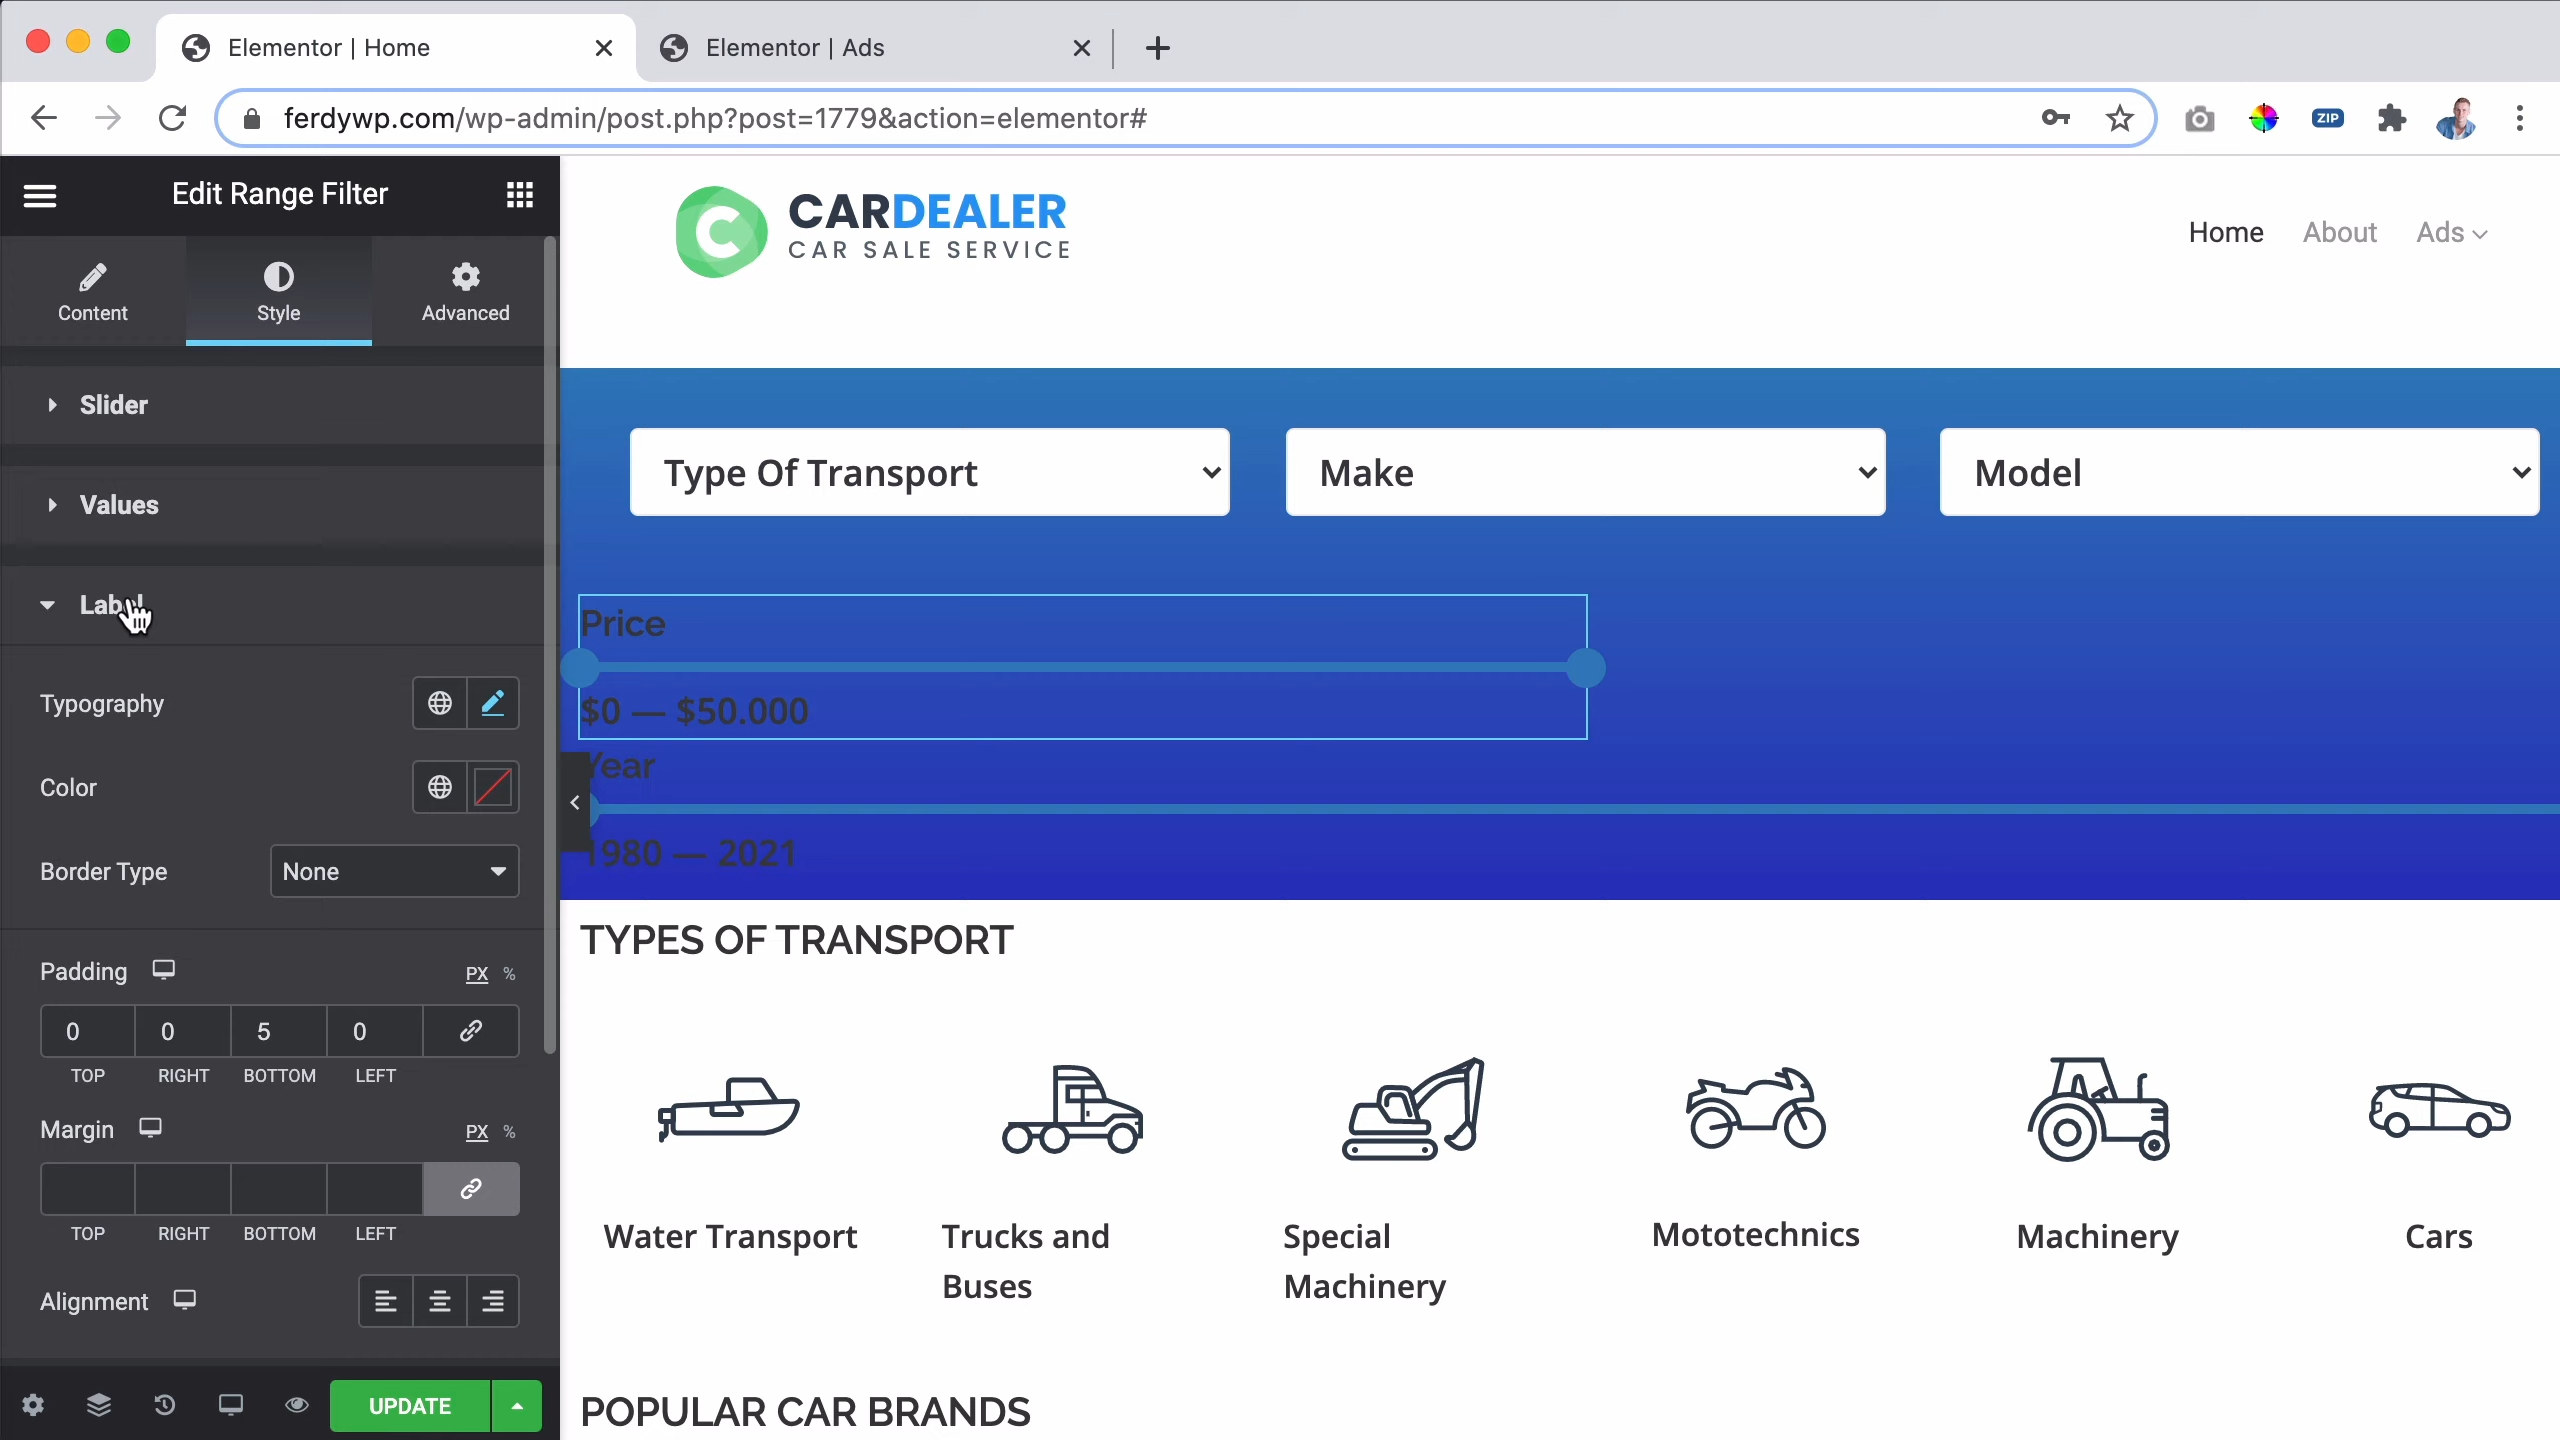 Elementor | Home
Elementor | Ads
ferdywp.com/wp-admin/post.php?post=1779&action=elementor#
ZIP
Edit Range Filter
Content
Style
Advanced
Slider
Values
Label
Typography
Color
Border Type
None
Padding
PX %
0 0 5 0
TOP RIGHT BOTTOM LEFT
Margin
PX %
TOP RIGHT BOTTOM LEFT
Alignment
UPDATE
C
CARDEALER
CAR SALE SERVICE
Home
About
Ads
Type Of Transport
Make
Model
Price
$0 — $50.000
Year
1980 — 2021
TYPES OF TRANSPORT
Water Transport
Trucks and
Buses
Special
Machinery
Mototechnics
Machinery
Cars
POPULAR CAR BRANDS